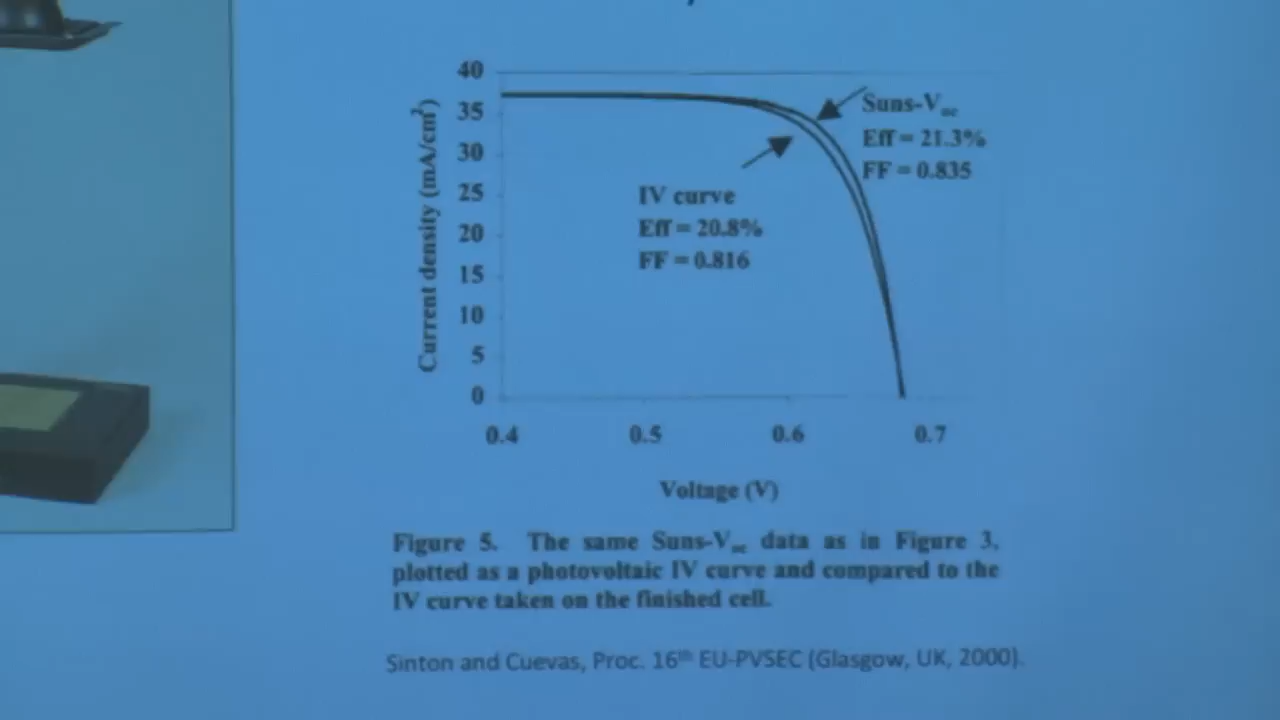 40
35
30
25
20
15
10
5
0
Current density (mA/cm²)
Suns-Voc
Eff = 21.3%
FF = 0.835
IV curve
Eff = 20.8%
FF = 0.816
0.4 0.5 0.6 0.7
Voltage (V)
Figure 5. The same Suns-Voc data as in Figure 3, plotted as a photovoltaic IV curve and compared to the IV curve taken on the finished cell.
Sinton and Cuevas, Proc. 16th EU-PVSEC (Glasgow, UK, 2000).